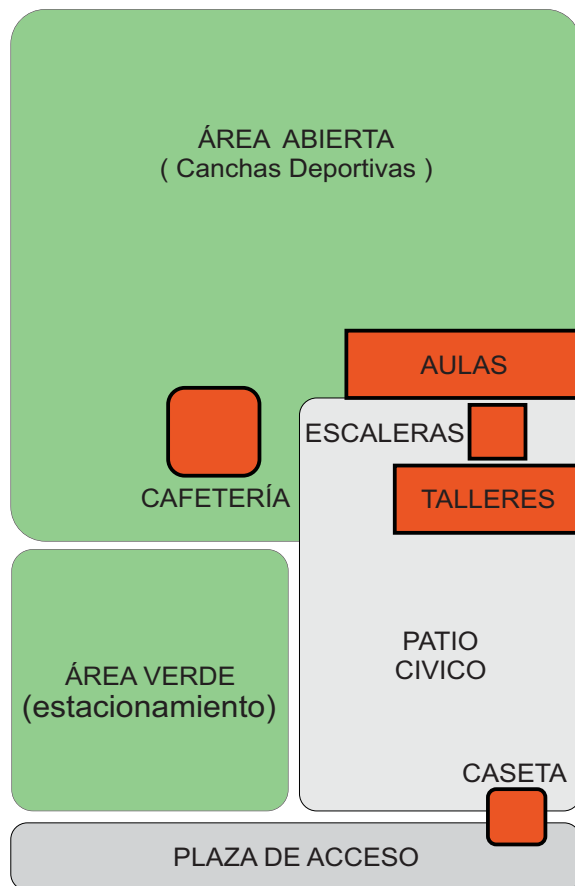 ÁREA ABIERTA
( Canchas Deportivas )
AULAS
ESCALERAS
CAFETERÍA
TALLERES
PATIO
CIVICO
ÁREA VERDE
(estacionamiento)
CASETA
PLAZA DE ACCESO